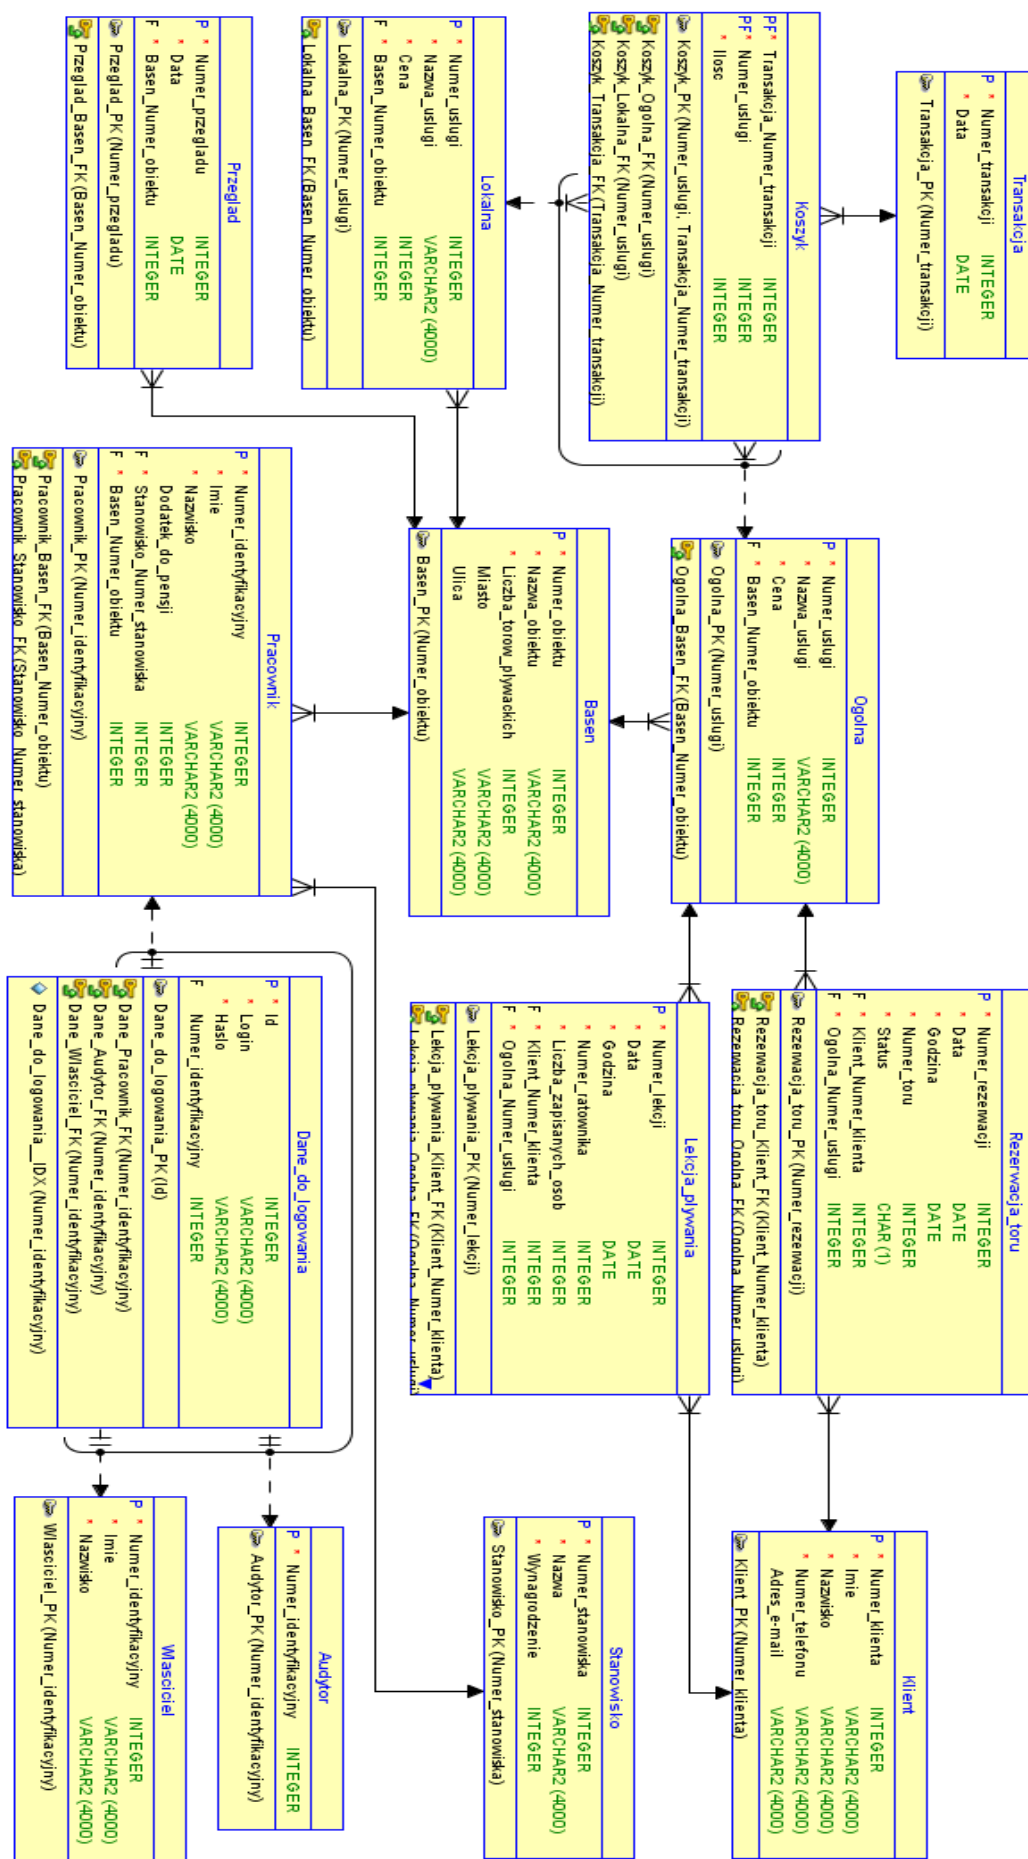 Transakcja
P * Numer_transakcji INTEGER
* Data DATE
Transakcja_PK (Numer_transakcji)
Rezerwacja_toru
P * Numer_rezerwacji INTEGER
* Data DATE
* Godzina DATE
* Numer_toru INTEGER
* Status CHAR (1)
F * Klient_Numer_klienta INTEGER
F * Ogolna_Numer_uslugi INTEGER
Rezerwacja_toru_PK (Numer_rezerwacji)
Rezerwacja_toru_Klient_FK (Klient_Numer_klienta)
Rezerwacja_toru_Ogolna_FK (Ogolna_Numer_uslugi)
Klient
P * Numer_klienta INTEGER
* Imie VARCHAR2 (4000)
* Nazwisko VARCHAR2 (4000)
* Numer_telefonu VARCHAR2 (4000)
Adres_e-mail VARCHAR2 (4000)
Klient_PK (Numer_klienta)
Koszyk
PF * Transakcja_Numer_transakcji INTEGER
PF * Numer_uslugi INTEGER
* Ilosc INTEGER
Koszyk_PK (Numer_uslugi, Transakcja_Numer_transakcji)
Koszyk_Ogolna_FK (Numer_uslugi)
Koszyk_Lokalna_FK (Numer_uslugi)
Koszyk_Transakcja_FK (Transakcja_Numer_transakcji)
Ogolna
P * Numer_uslugi INTEGER
* Nazwa_uslugi VARCHAR2 (4000)
* Cena INTEGER
F * Basen_Numer_obiektu INTEGER
Ogolna_PK (Numer_uslugi)
Ogolna_Basen_FK (Basen_Numer_obiektu)
Lekcja_plywania
P * Numer_lekcji INTEGER
* Data DATE
* Godzina DATE
* Numer_ratownika INTEGER
* Liczba_zapisanych_osob INTEGER
F * Klient_Numer_klienta INTEGER
F * Ogolna_Numer_uslugi INTEGER
Lekcja_plywania_PK (Numer_lekcji)
Lekcja_plywania_Klient_FK (Klient_Numer_klienta)
Lekcja_plywania_Ogolna_FK (Ogolna_Numer_uslugi)
Lokalna
P * Numer_uslugi INTEGER
* Nazwa_uslugi VARCHAR2 (4000)
* Cena INTEGER
F * Basen_Numer_obiektu INTEGER
Lokalna_PK (Numer_uslugi)
Lokalna_Basen_FK (Basen_Numer_obiektu)
Basen
P * Numer_obiektu INTEGER
* Nazwa_obiektu VARCHAR2 (4000)
* Liczba_torow_plywackich INTEGER
Miasto VARCHAR2 (4000)
Ulica VARCHAR2 (4000)
Basen_PK (Numer_obiektu)
Stanowisko
P * Numer_stanowiska INTEGER
* Nazwa VARCHAR2 (4000)
* Wynagrodzenie INTEGER
Stanowisko_PK (Numer_stanowiska)
Przeglad
P * Numer_przegladu INTEGER
* Data DATE
F * Basen_Numer_obiektu INTEGER
Przeglad_PK (Numer_przegladu)
Przeglad_Basen_FK (Basen_Numer_obiektu)
Pracownik
P * Numer_identyfikacyjny INTEGER
* Imie VARCHAR2 (4000)
* Nazwisko VARCHAR2 (4000)
Dodatek_do_pensji INTEGER
F * Stanowisko_Numer_stanowiska INTEGER
F * Basen_Numer_obiektu INTEGER
Pracownik_PK (Numer_identyfikacyjny)
Pracownik_Basen_FK (Basen_Numer_obiektu)
Pracownik_Stanowisko_FK (Stanowisko_Numer_stanowiska)
Dane_do_logowania
P * Id INTEGER
* Login VARCHAR2 (4000)
* Haslo VARCHAR2 (4000)
F Numer_identyfikacyjny INTEGER
Dane_do_logowania_PK (Id)
Dane_Pracownik_FK (Numer_identyfikacyjny)
Dane_Audytor_FK (Numer_identyfikacyjny)
Dane_Wlasciciel_FK (Numer_identyfikacyjny)
Dane_do_logowania__IDX (Numer_identyfikacyjny)
Audytor
P * Numer_identyfikacyjny INTEGER
Audytor_PK (Numer_identyfikacyjny)
Wlasciciel
P * Numer_identyfikacyjny INTEGER
* Imie VARCHAR2 (4000)
* Nazwisko VARCHAR2 (4000)
Wlasciciel_PK (Numer_identyfikacyjny)